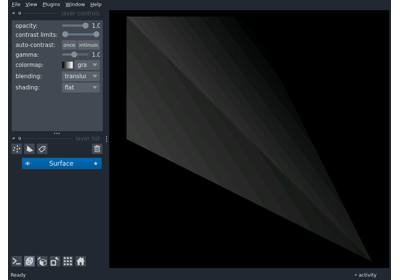 File View Plugins Window Help
layer controls
opacity: 1.0
contrast limits:
auto-contrast: once
gamma: 1.0
colormap: gra
blending: translu
shading: flat
layer list
Surface
Ready
activity